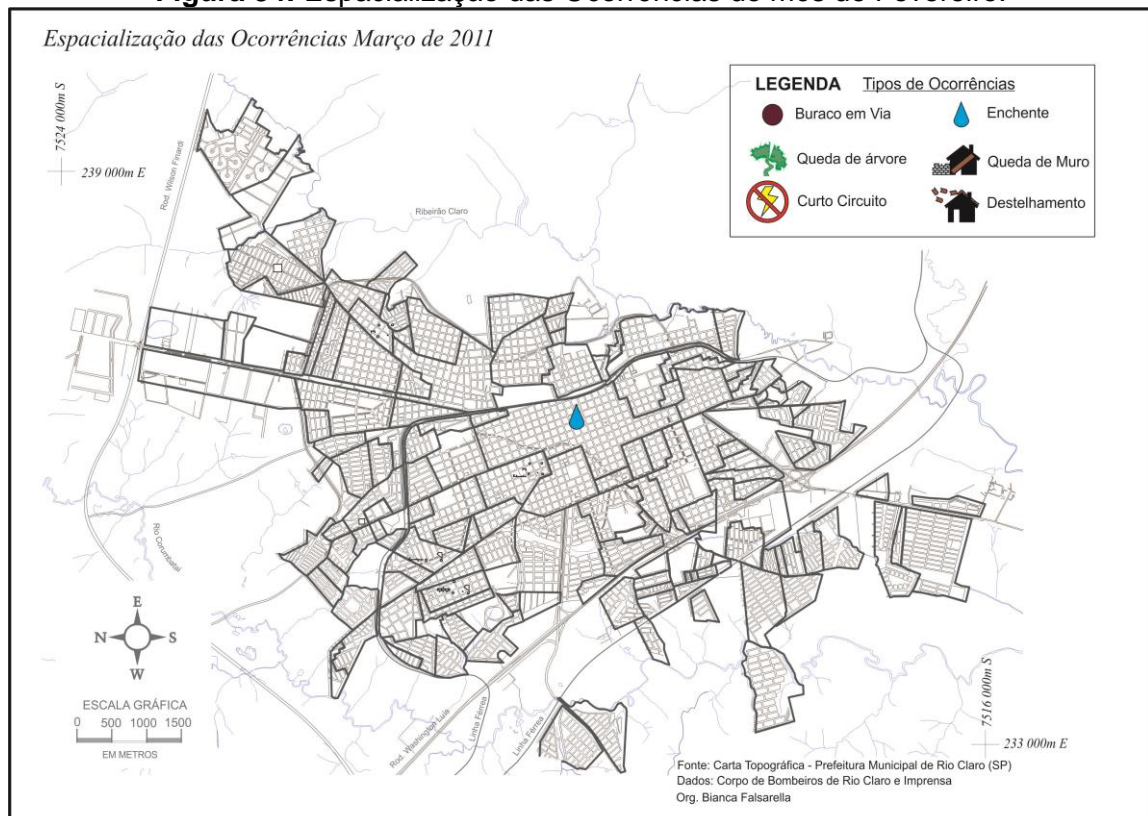 Espacialização das Ocorrências Março de 2011
7524 000m S
239 000m E
LEGENDA Tipos de Ocorrências
Buraco em Via
Enchente
Queda de árvore
Queda de Muro
Curto Circuito
Destelhamento
Rod. Wilson Finardi
Ribeirão Claro
Rio Corumbataí
E
N S
W
ESCALA GRÁFICA
0 500 1000 1500
EM METROS
Rod. Washington Luis
Linha Férrea
Linha Férrea
7516 000m S
233 000m E
Fonte: Carta Topográfica - Prefeitura Municipal de Rio Claro (SP)
Dados: Corpo de Bombeiros de Rio Claro e Imprensa
Org. Bianca Falsarella